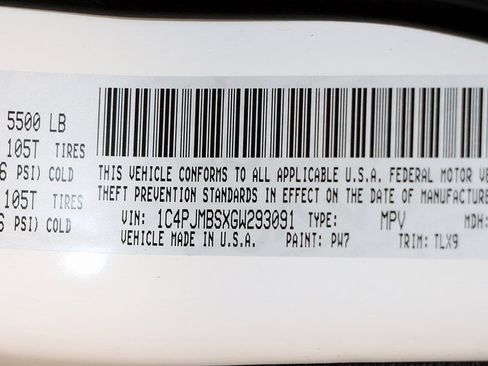 5500 LB
105T TIRES
6 PSI) COLD
THIS VEHICLE CONFORMS TO ALL APPLICABLE U.S.A. FEDERAL MOTOR VE
105T TIRES
THEFT PREVENTION STANDARDS IN EFFECT ON THE DATE OF MANUFACTURE
6 PSI) COLD
VIN: 1C4PJMBSXGW293091 TYPE: MPV MDH:
VEHICLE MADE IN U.S.A. PAINT: PW7 TRIM: TLX9